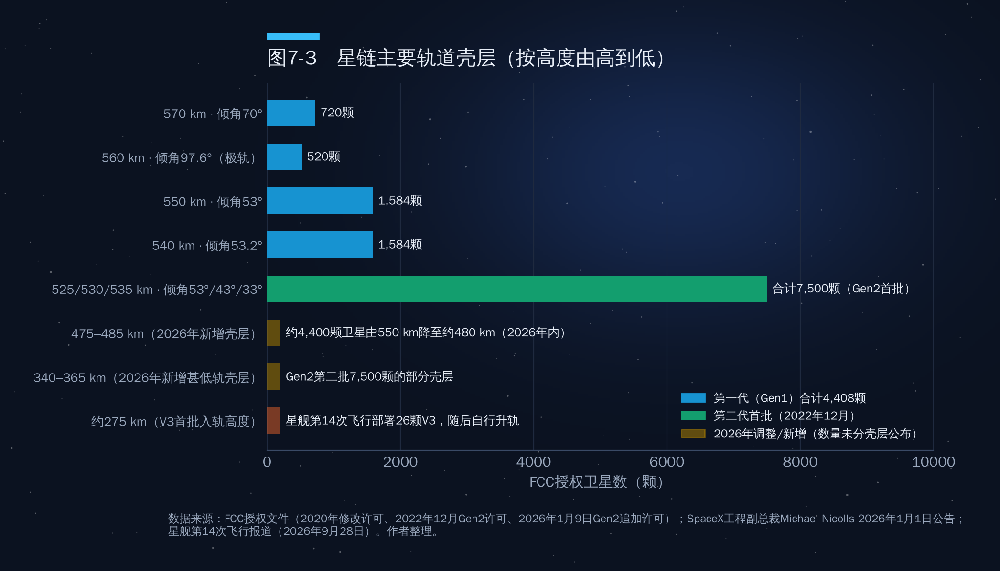 图7-3　星链主要轨道壳层（按高度由高到低）
570 km · 倾角70° 720颗
560 km · 倾角97.6°（极轨） 520颗
550 km · 倾角53° 1,584颗
540 km · 倾角53.2° 1,584颗
525/530/535 km · 倾角53°/43°/33° 合计7,500颗（Gen2首批）
475–485 km（2026年新增壳层） 约4,400颗卫星由550 km降至约480 km（2026年内）
340–365 km（2026年新增甚低轨壳层） Gen2第二批7,500颗的部分壳层
约275 km（V3首批入轨高度） 星舰第14次飞行部署26颗V3，随后自行升轨
第一代（Gen1）合计4,408颗
第二代首批（2022年12月）
2026年调整/新增（数量未分壳层公布）
0 2000 4000 6000 8000 10000
FCC授权卫星数（颗）
数据来源：FCC授权文件（2020年修改许可、2022年12月Gen2许可、2026年1月9日Gen2追加许可）；SpaceX工程副总裁Michael Nicolls 2026年1月1日公告；
星舰第14次飞行报道（2026年9月28日）。作者整理。